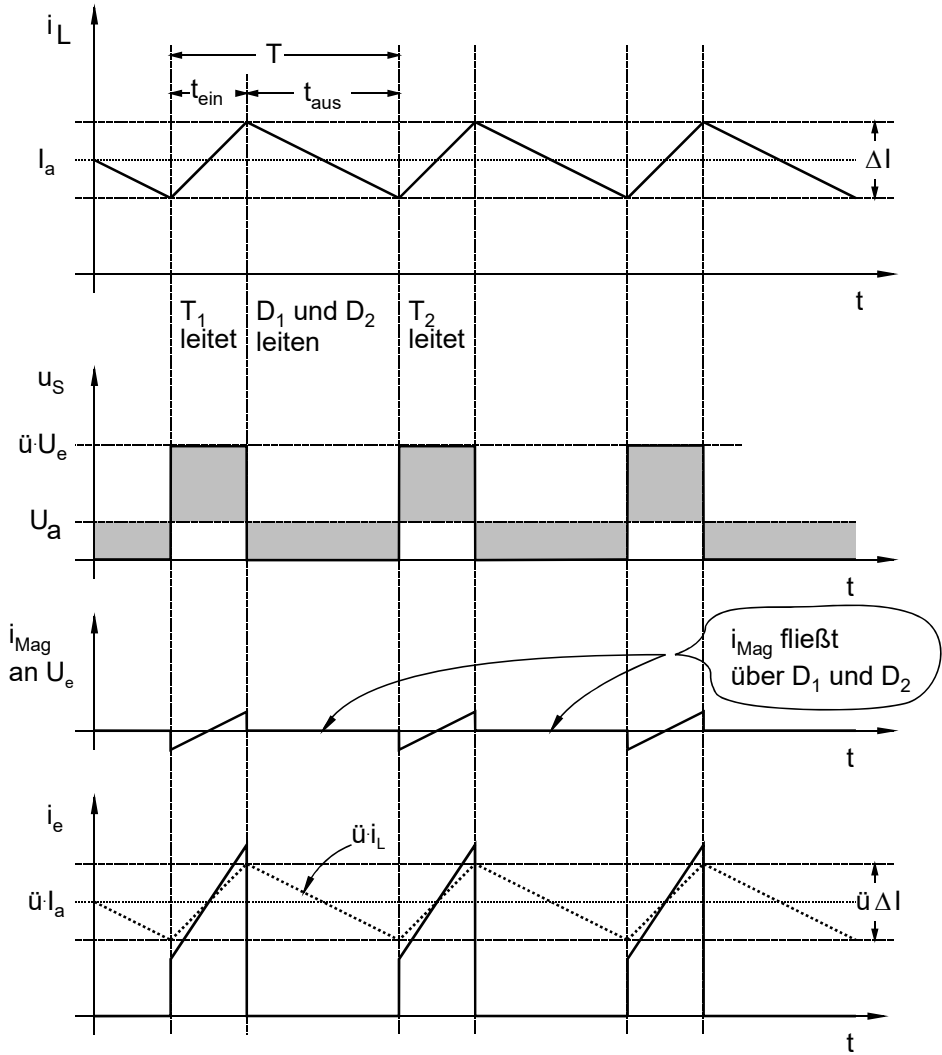 i_L
T
t_ein
t_aus
I_a
ΔI
t
T_1
leitet
D_1 und D_2
leiten
T_2
leitet
u_S
ü·U_e
U_a
t
i_Mag
an U_e
i_Mag fließt
über D_1 und D_2
t
i_e
ü·i_L
ü·I_a
ü ΔI
t